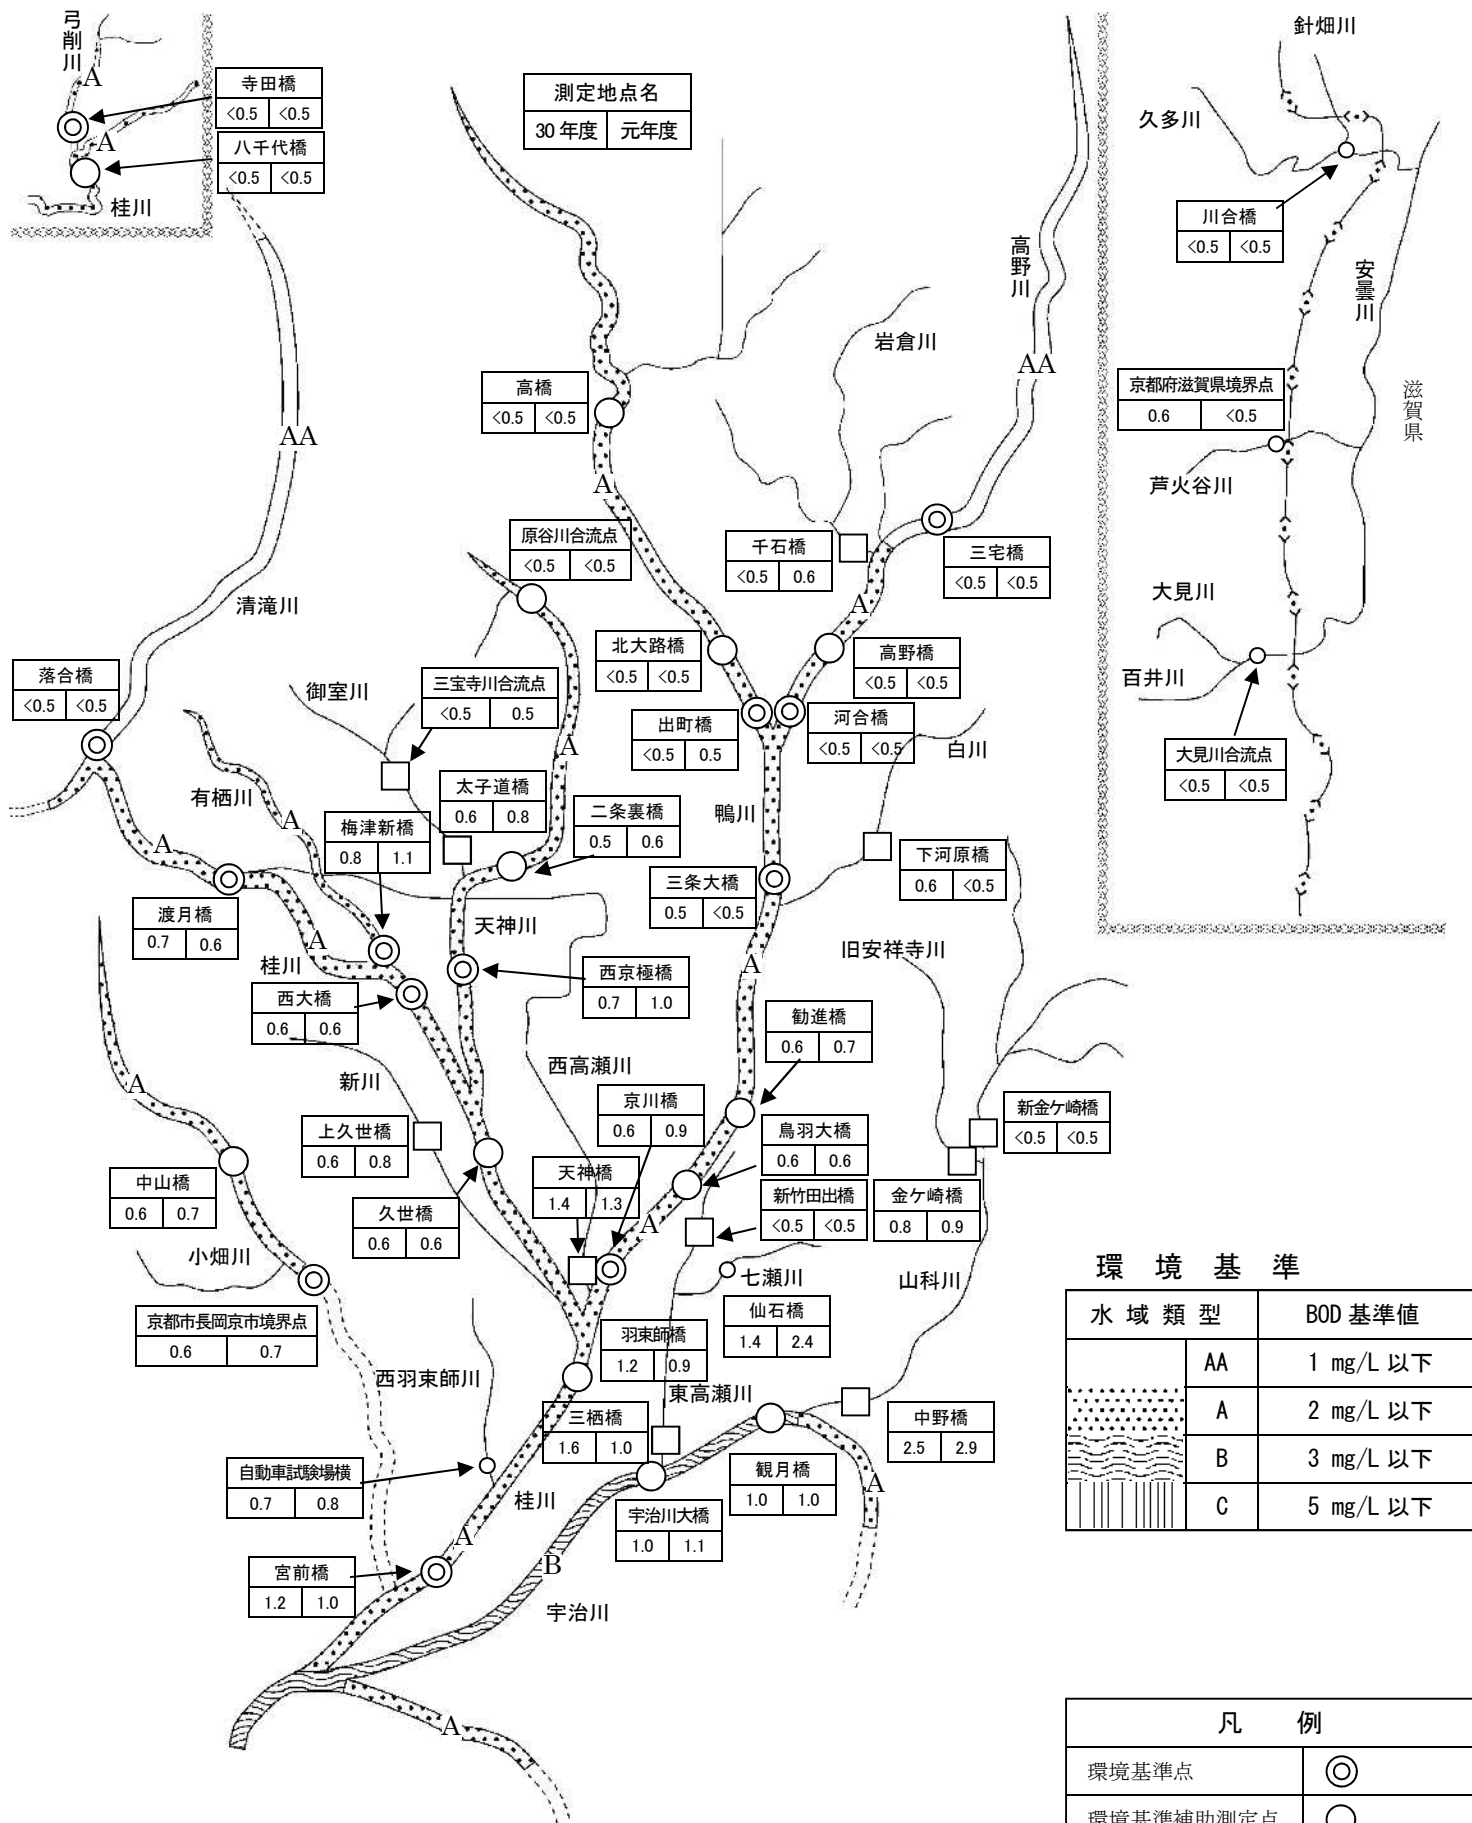 弓削川
A
寺田橋
<0.5 <0.5
A
八千代橋
<0.5 <0.5
桂川
測定地点名
30年度 元年度
針畑川
久多川
川合橋
<0.5 <0.5
安曇川
滋賀県
京都府滋賀県境界点
0.6 <0.5
芦火谷川
大見川
百井川
大見川合流点
<0.5 <0.5
高野川
AA
岩倉川
高橋
<0.5 <0.5
AA
A
原谷川合流点
<0.5 <0.5
千石橋
<0.5 0.6
三宅橋
<0.5 <0.5
清滝川
A
北大路橋
<0.5 <0.5
高野橋
<0.5 <0.5
落合橋
<0.5 <0.5
御室川
三宝寺川合流点
<0.5 0.5
出町橋
<0.5 0.5
河合橋
<0.5 <0.5
白川
A
太子道橋
0.6 0.8
有栖川
A
梅津新橋
0.8 1.1
二条裏橋
0.5 0.6
鴨川
A
下河原橋
0.6 <0.5
三条大橋
0.5 <0.5
渡月橋
0.7 0.6
天神川
A
桂川
西京極橋
0.7 1.0
A
旧安祥寺川
西大橋
0.6 0.6
勧進橋
0.6 0.7
新川
西高瀬川
A
京川橋
0.6 0.9
新金ケ崎橋
<0.5 <0.5
上久世橋
0.6 0.8
鳥羽大橋
0.6 0.6
中山橋
0.6 0.7
天神橋
1.4 1.3
新竹田出橋
<0.5 <0.5
金ケ崎橋
0.8 0.9
久世橋
0.6 0.6
A
小畑川
七瀬川
山科川
仙石橋
1.4 2.4
京都市長岡京市境界点
0.6 0.7
羽束師橋
1.2 0.9
西羽束師川
東高瀬川
三栖橋
1.6 1.0
中野橋
2.5 2.9
自動車試験場横
0.7 0.8
観月橋
1.0 1.0
A
桂川
宇治川大橋
1.0 1.1
A
宮前橋
1.2 1.0
B
宇治川
A
環境基準
水域類型 BOD基準値
AA 1 mg/L 以下
A 2 mg/L 以下
B 3 mg/L 以下
C 5 mg/L 以下
凡例
環境基準点
環境基準補助測定点